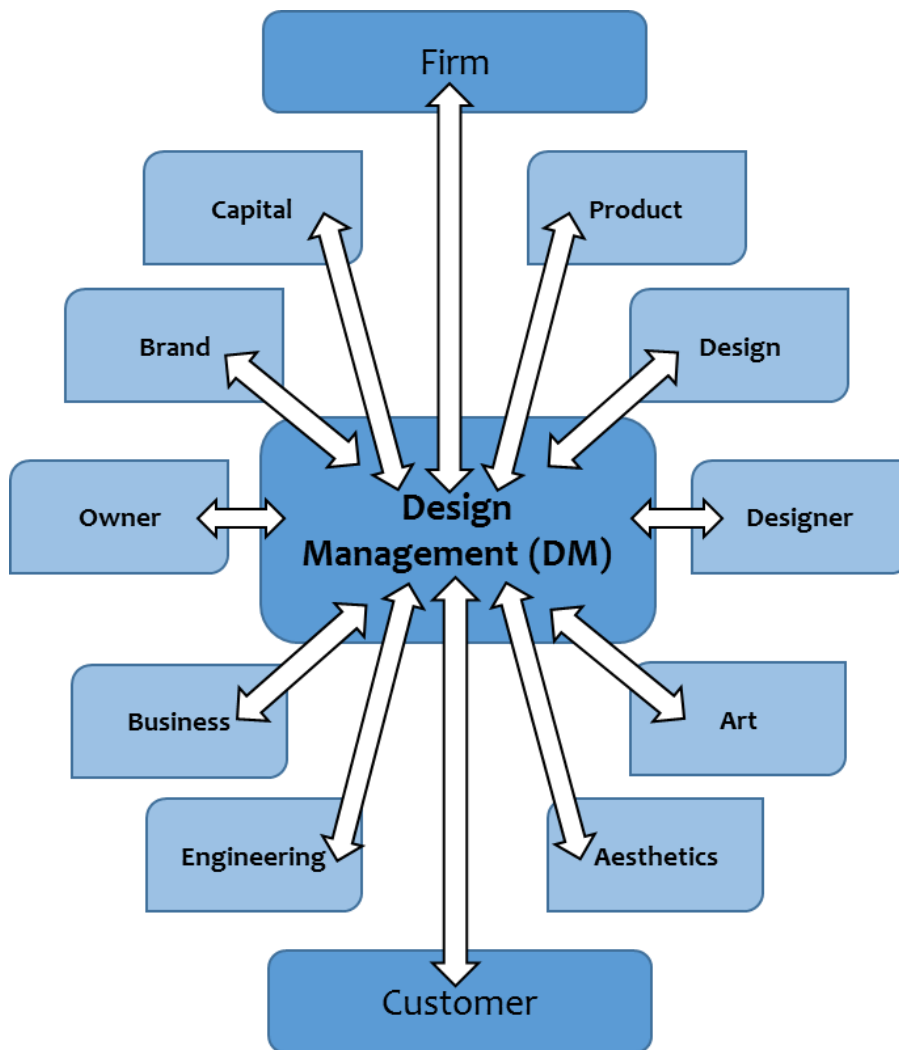 Firm
Capital
Product
Brand
Design
Owner
Design
Management (DM)
Designer
Business
Art
Engineering
Aesthetics
Customer